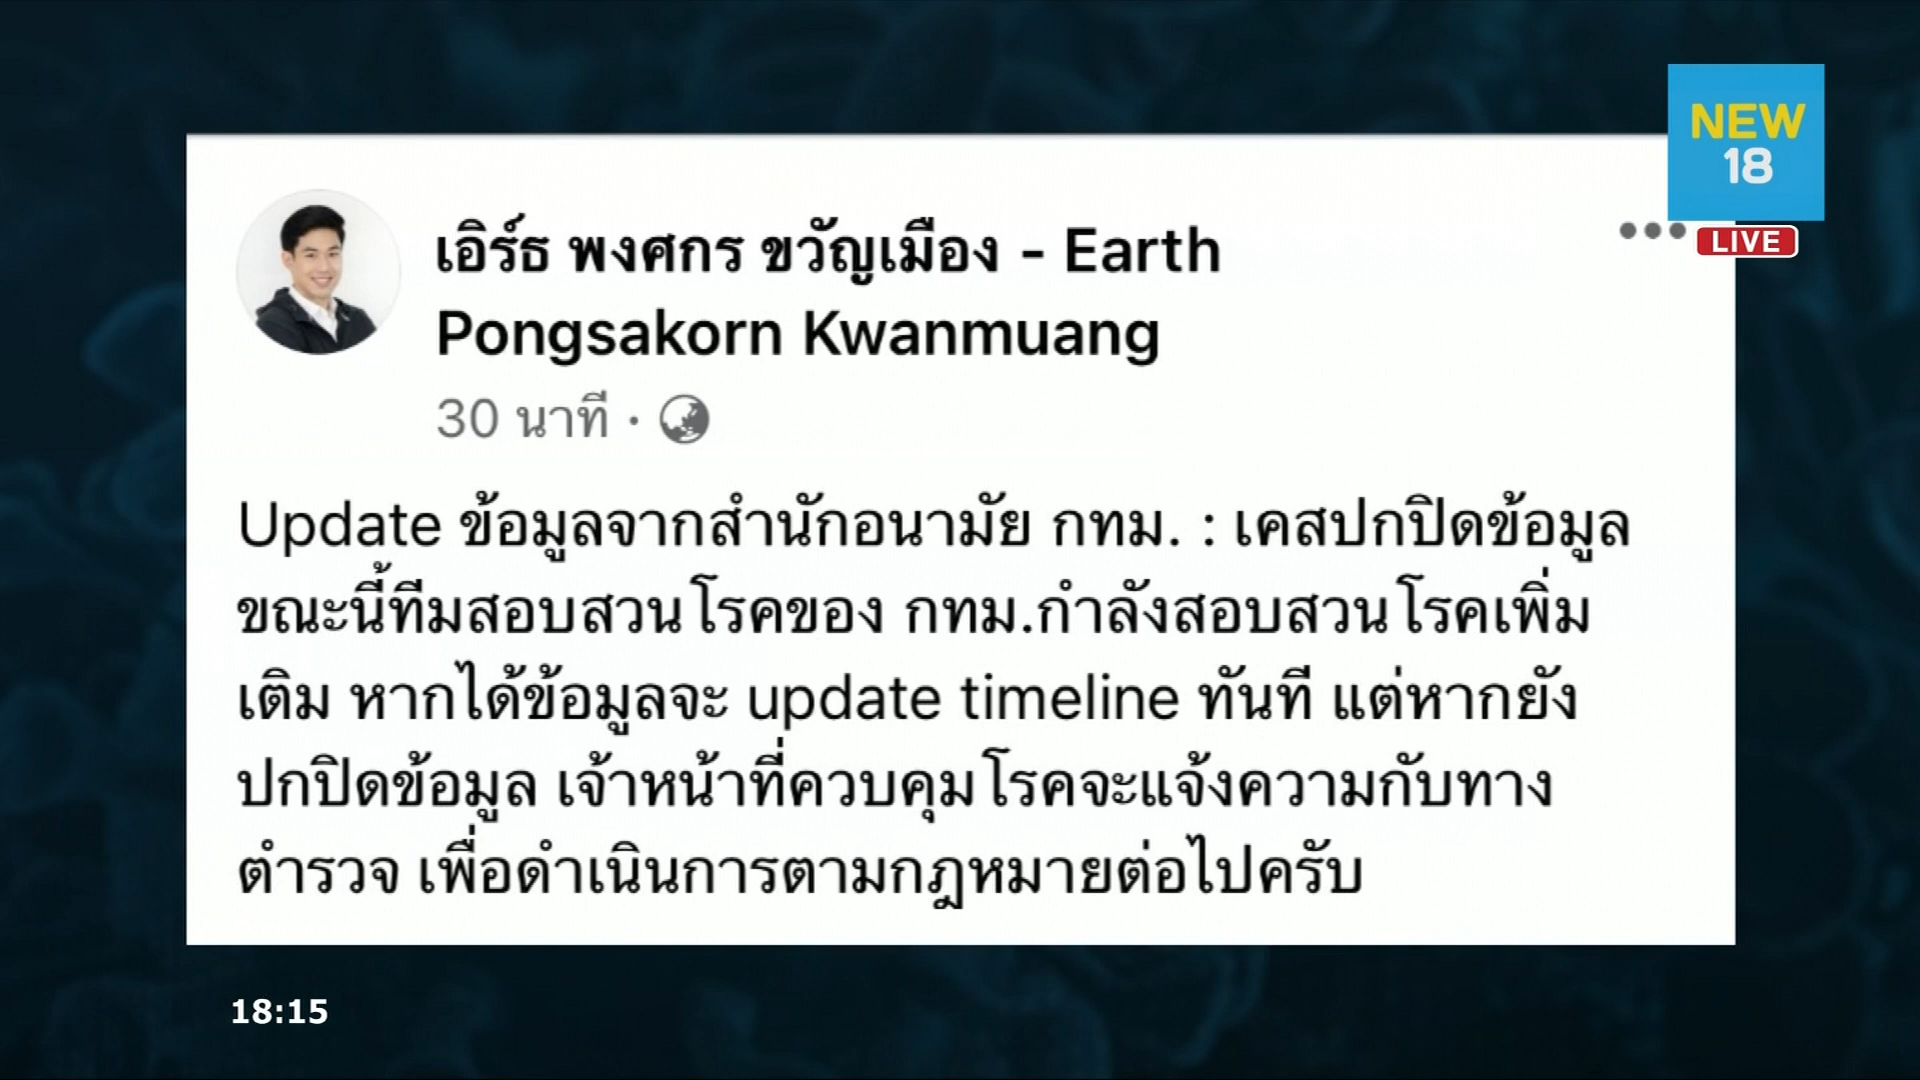 NEW
18
LIVE
เอิร์ธ พงศกร ขวัญเมือง - Earth
Pongsakorn Kwanmuang
30 นาที ·
Update ข้อมูลจากสำนักอนามัย กทม. : เคสปกปิดข้อมูล
ขณะนี้ทีมสอบสวนโรคของ กทม.กำลังสอบสวนโรคเพิ่ม
เติม หากได้ข้อมูลจะ update timeline ทันที แต่หากยัง
ปกปิดข้อมูล เจ้าหน้าที่ควบคุมโรคจะแจ้งความกับทาง
ตำรวจ เพื่อดำเนินการตามกฎหมายต่อไปครับ
18:15